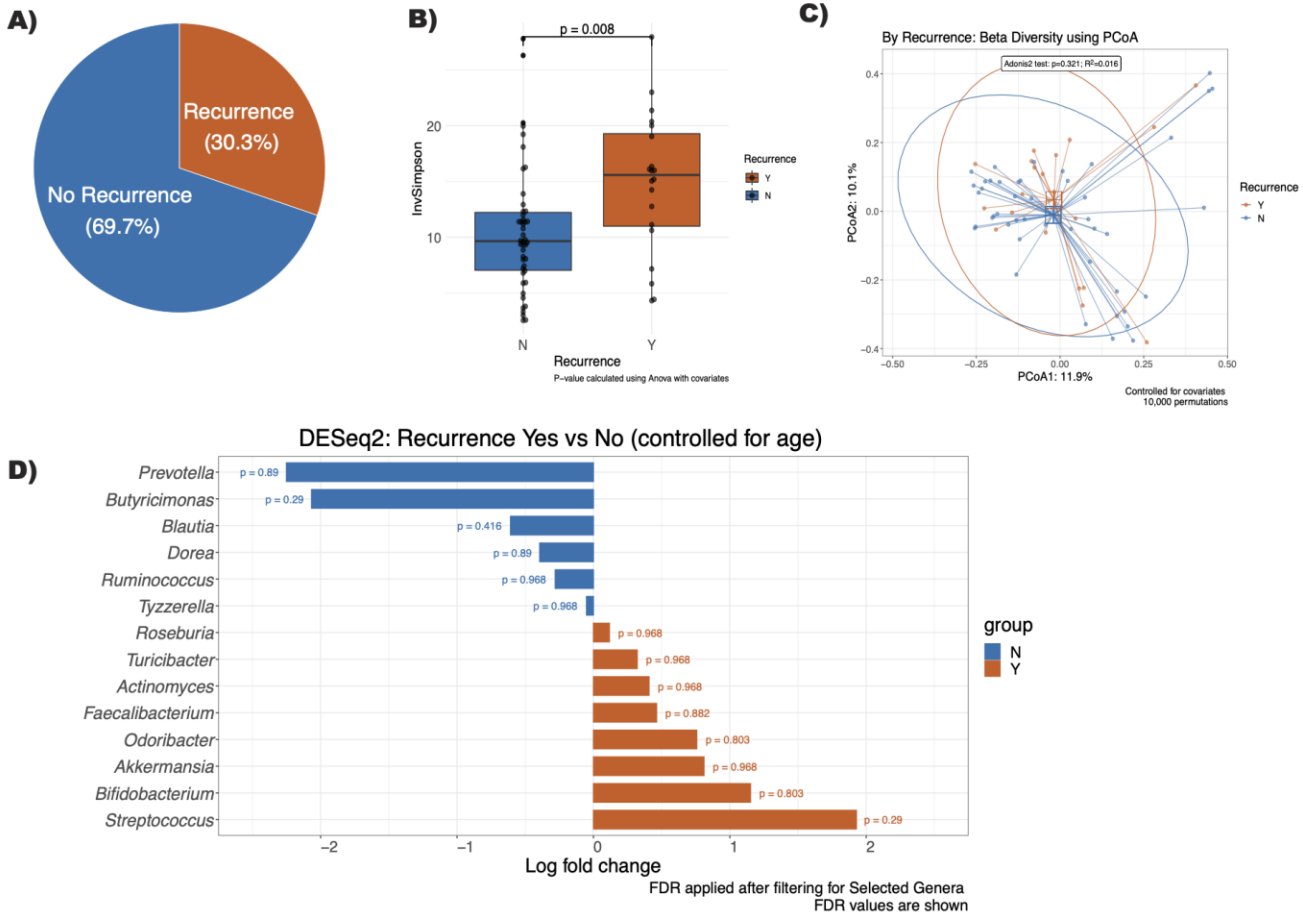 A)
Recurrence
(30.3%)
No Recurrence
(69.7%)
B)
p = 0.008
20
10
InvSimpson
N
Y
Recurrence
P−value calculated using Anova with covariates
Recurrence
Y
N
C)
By Recurrence: Beta Diversity using PCoA
Adonis2 test: p=0.321; R²=0.016
0.4
0.2
0.0
−0.2
−0.4
PCoA2: 10.1%
−0.50
−0.25
0.00
0.25
0.50
PCoA1: 11.9%
Controlled for covariates
10,000 permutations
Recurrence
Y
N
D)
DESeq2: Recurrence Yes vs No (controlled for age)
Prevotella p = 0.89
Butyricimonas p = 0.29
Blautia p = 0.416
Dorea p = 0.89
Ruminococcus p = 0.968
Tyzzerella p = 0.968
Roseburia p = 0.968
Turicibacter p = 0.968
Actinomyces p = 0.968
Faecalibacterium p = 0.882
Odoribacter p = 0.803
Akkermansia p = 0.968
Bifidobacterium p = 0.803
Streptococcus p = 0.29
−2 −1 0 1 2
Log fold change
FDR applied after filtering for Selected Genera
FDR values are shown
group
N
Y